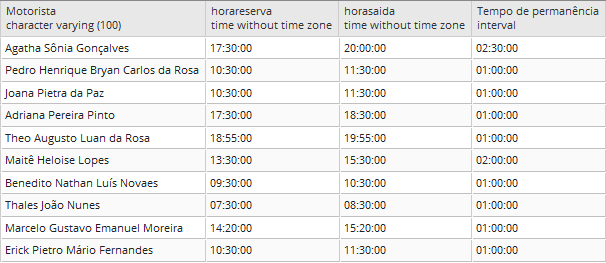 Motorista horareserva horasaida Tempo de permanência
character varying (100) time without time zone time without time zone interval
Agatha Sônia Gonçalves 17:30:00 20:00:00 02:30:00
Pedro Henrique Bryan Carlos da Rosa 10:30:00 11:30:00 01:00:00
Joana Pietra da Paz 10:30:00 11:30:00 01:00:00
Adriana Pereira Pinto 17:30:00 18:30:00 01:00:00
Theo Augusto Luan da Rosa 18:55:00 19:55:00 01:00:00
Maitê Heloise Lopes 13:30:00 15:30:00 02:00:00
Benedito Nathan Luís Novaes 09:30:00 10:30:00 01:00:00
Thales João Nunes 07:30:00 08:30:00 01:00:00
Marcelo Gustavo Emanuel Moreira 14:20:00 15:20:00 01:00:00
Erick Pietro Mário Fernandes 10:30:00 11:30:00 01:00:00